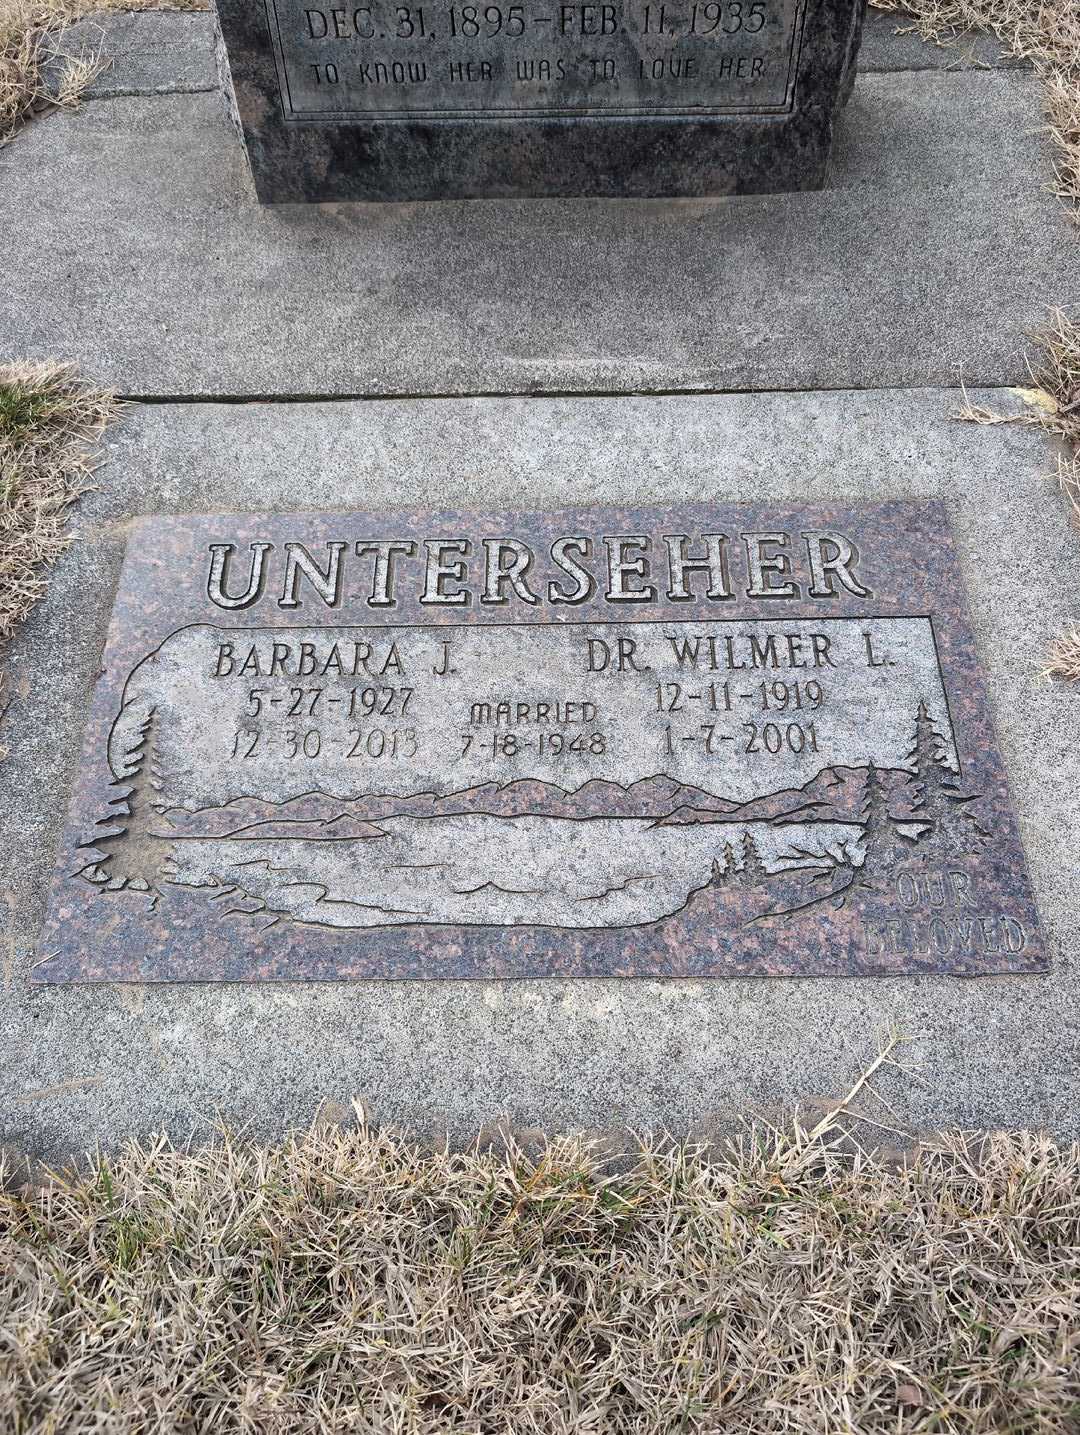 DEC. 31, 1895 – FEB. 11, 1935
TO KNOW HER WAS TO LOVE HER
UNTERSEHER
BARBARA J.
5-27-1927
12-30-2013
MARRIED
7-18-1948
DR. WILMER L.
12-11-1919
1-7-2001
OUR
BELOVED